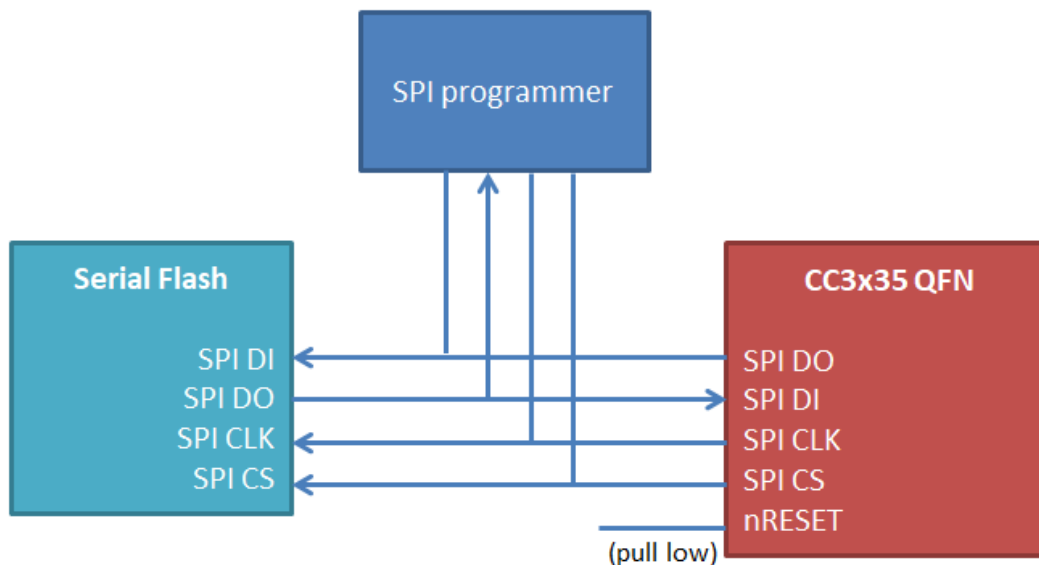 SPI programmer
Serial Flash
SPI DI
SPI DO
SPI CLK
SPI CS
CC3x35 QFN
SPI DO
SPI DI
SPI CLK
SPI CS
nRESET
(pull low)